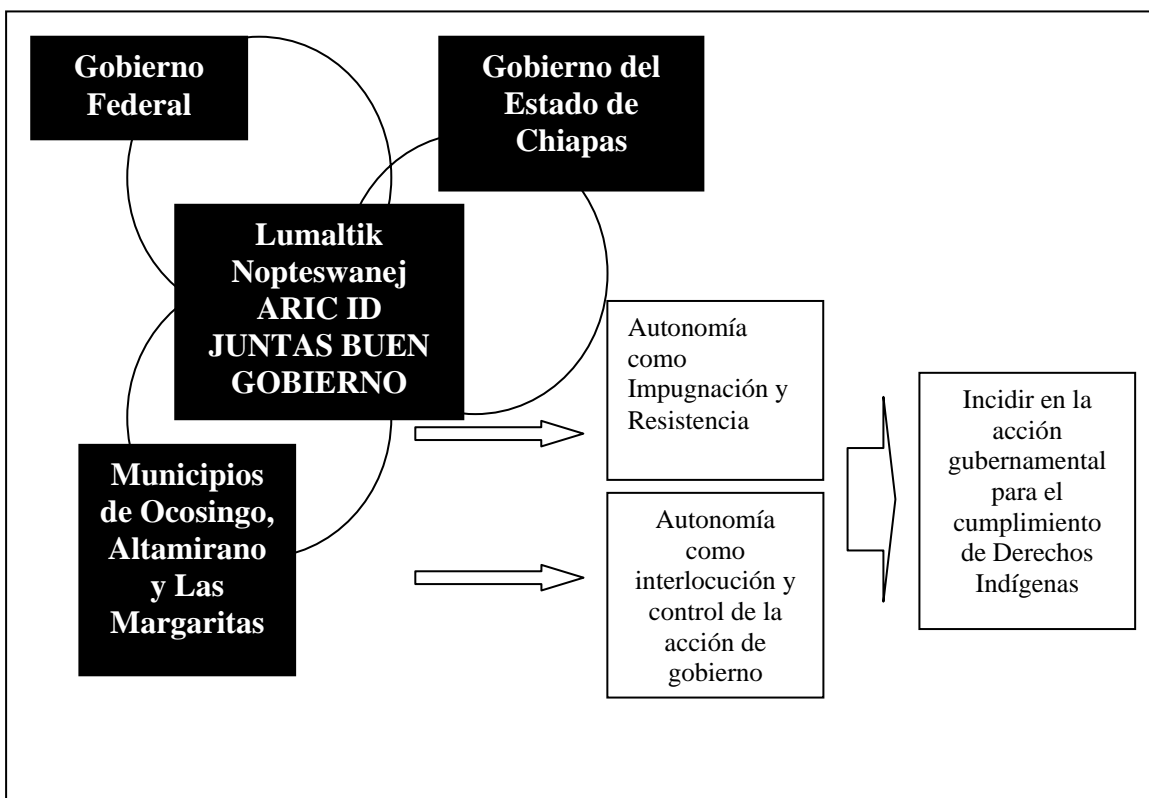 Gobierno
Federal
Gobierno del
Estado de
Chiapas
Lumaltik
Nopteswanej
ARIC ID
JUNTAS BUEN
GOBIERNO
Municipios
de Ocosingo,
Altamirano
y Las
Margaritas
Autonomía
como
Impugnación y
Resistencia
Autonomía
como
interlocución y
control de la
acción de
gobierno
Incidir en la
acción
gubernamental
para el
cumplimiento
de Derechos
Indígenas